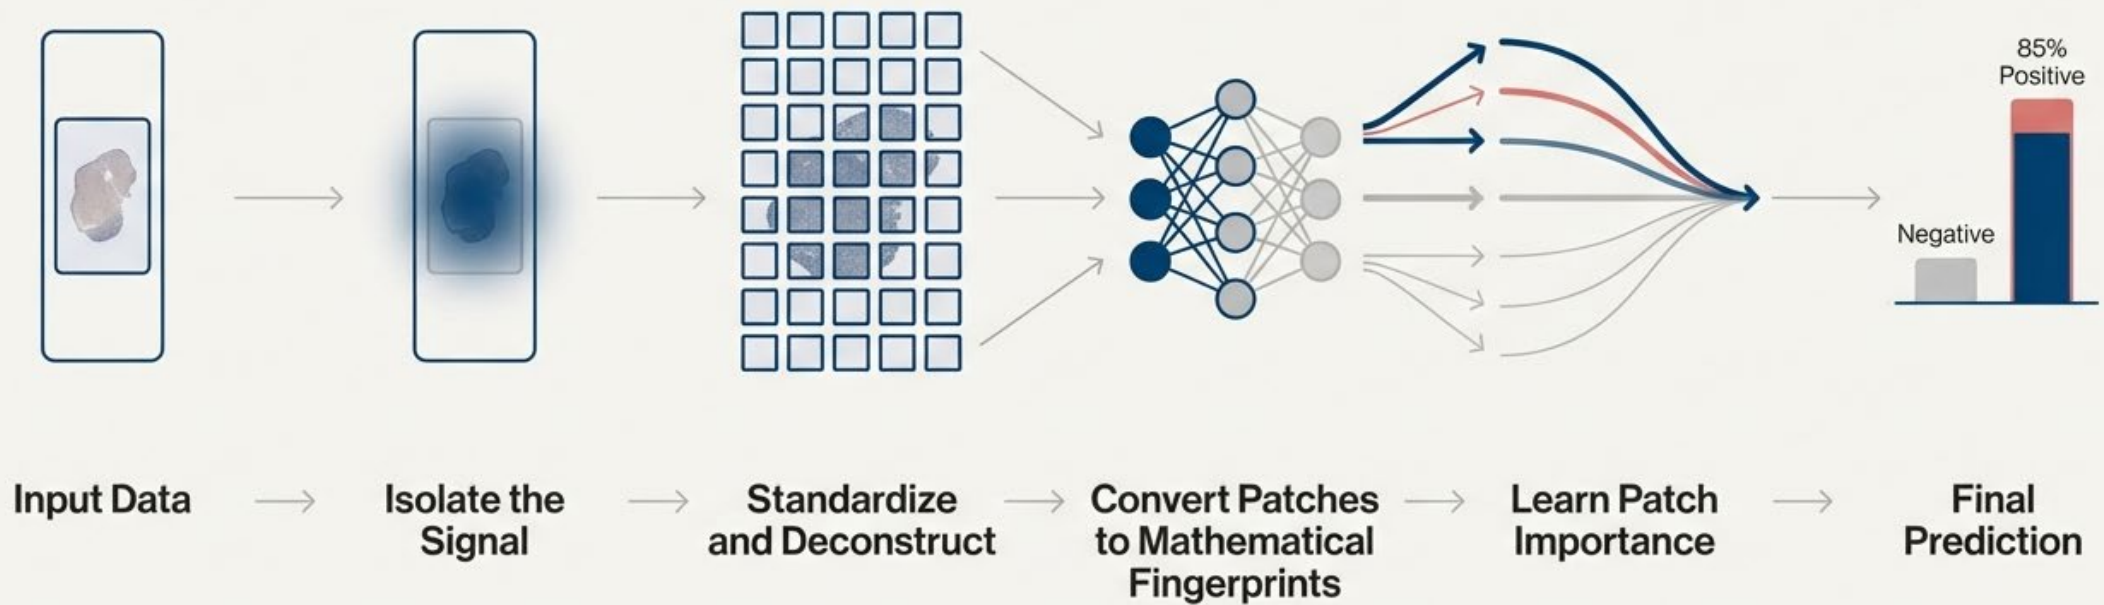 85%
Positive
Negative
Input Data
Isolate the
Signal
Standardize
and Deconstruct
Convert Patches
to Mathematical
Fingerprints
Learn Patch
Importance
Final
Prediction